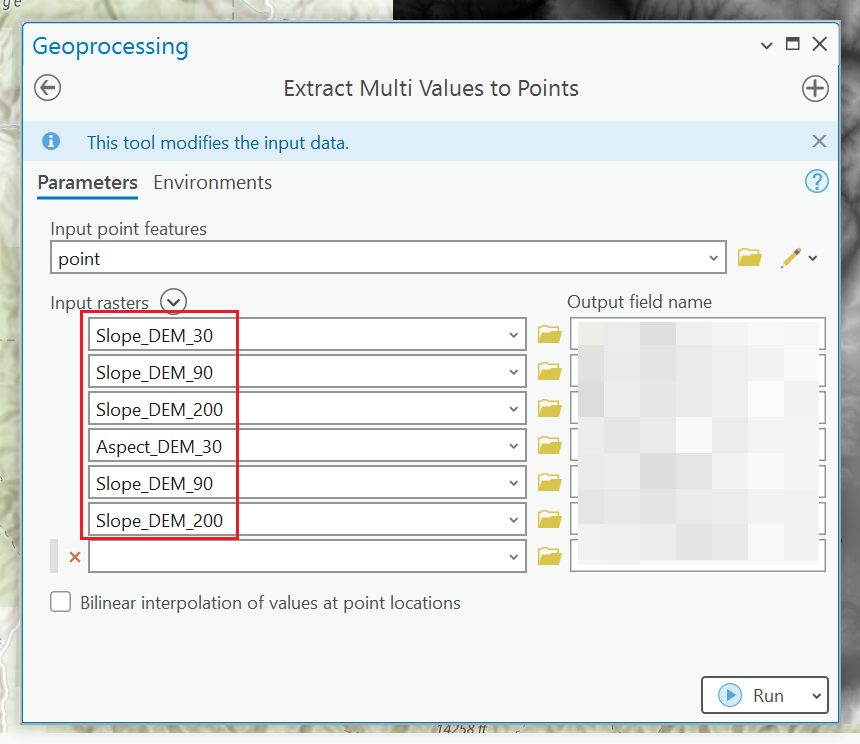 ge
Geoprocessing
Extract Multi Values to Points
This tool modifies the input data.
Parameters Environments
Input point features
point
Input rasters Output field name
Slope_DEM_30
Slope_DEM_90
Slope_DEM_200
Aspect_DEM_30
Slope_DEM_90
Slope_DEM_200
Bilinear interpolation of values at point locations
Run
14258 ft